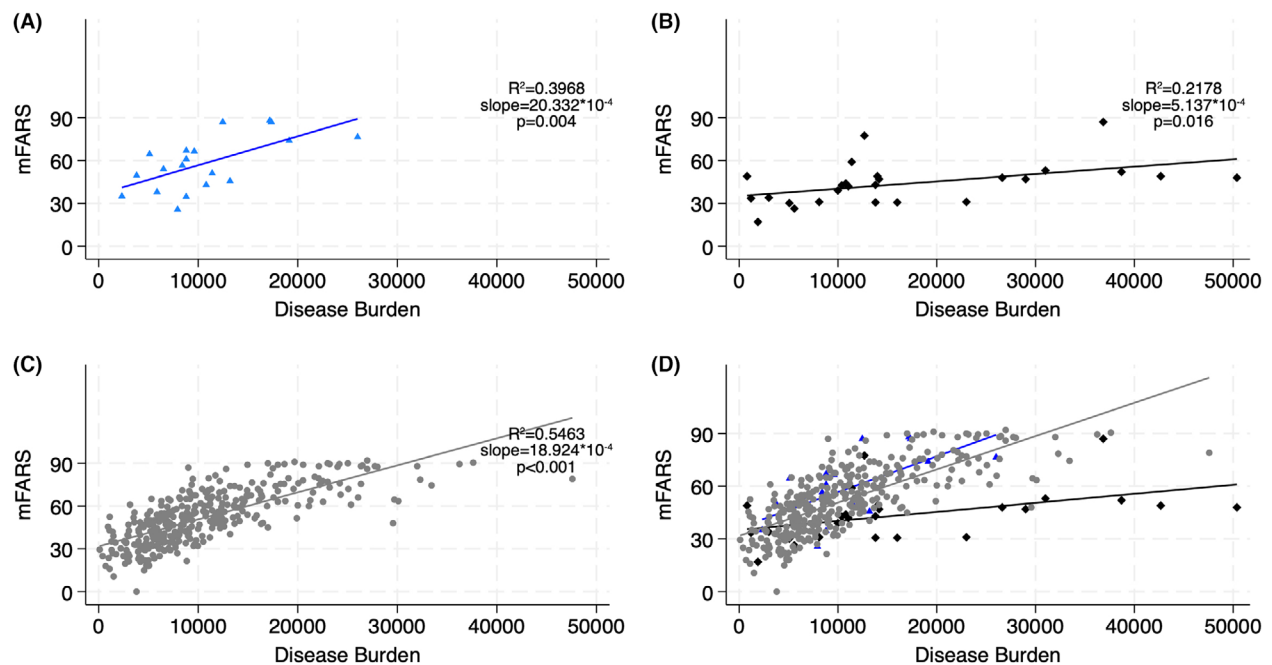 (A)
R²=0.3968
slope=20.332*10⁻⁴
p=0.004
mFARS
90
60
30
0
0 10000 20000 30000 40000 50000
Disease Burden
(B)
R²=0.2178
slope=5.137*10⁻⁴
p=0.016
mFARS
90
60
30
0
0 10000 20000 30000 40000 50000
Disease Burden
(C)
R²=0.5463
slope=18.924*10⁻⁴
p<0.001
mFARS
90
60
30
0
0 10000 20000 30000 40000 50000
Disease Burden
(D)
mFARS
90
60
30
0
0 10000 20000 30000 40000 50000
Disease Burden